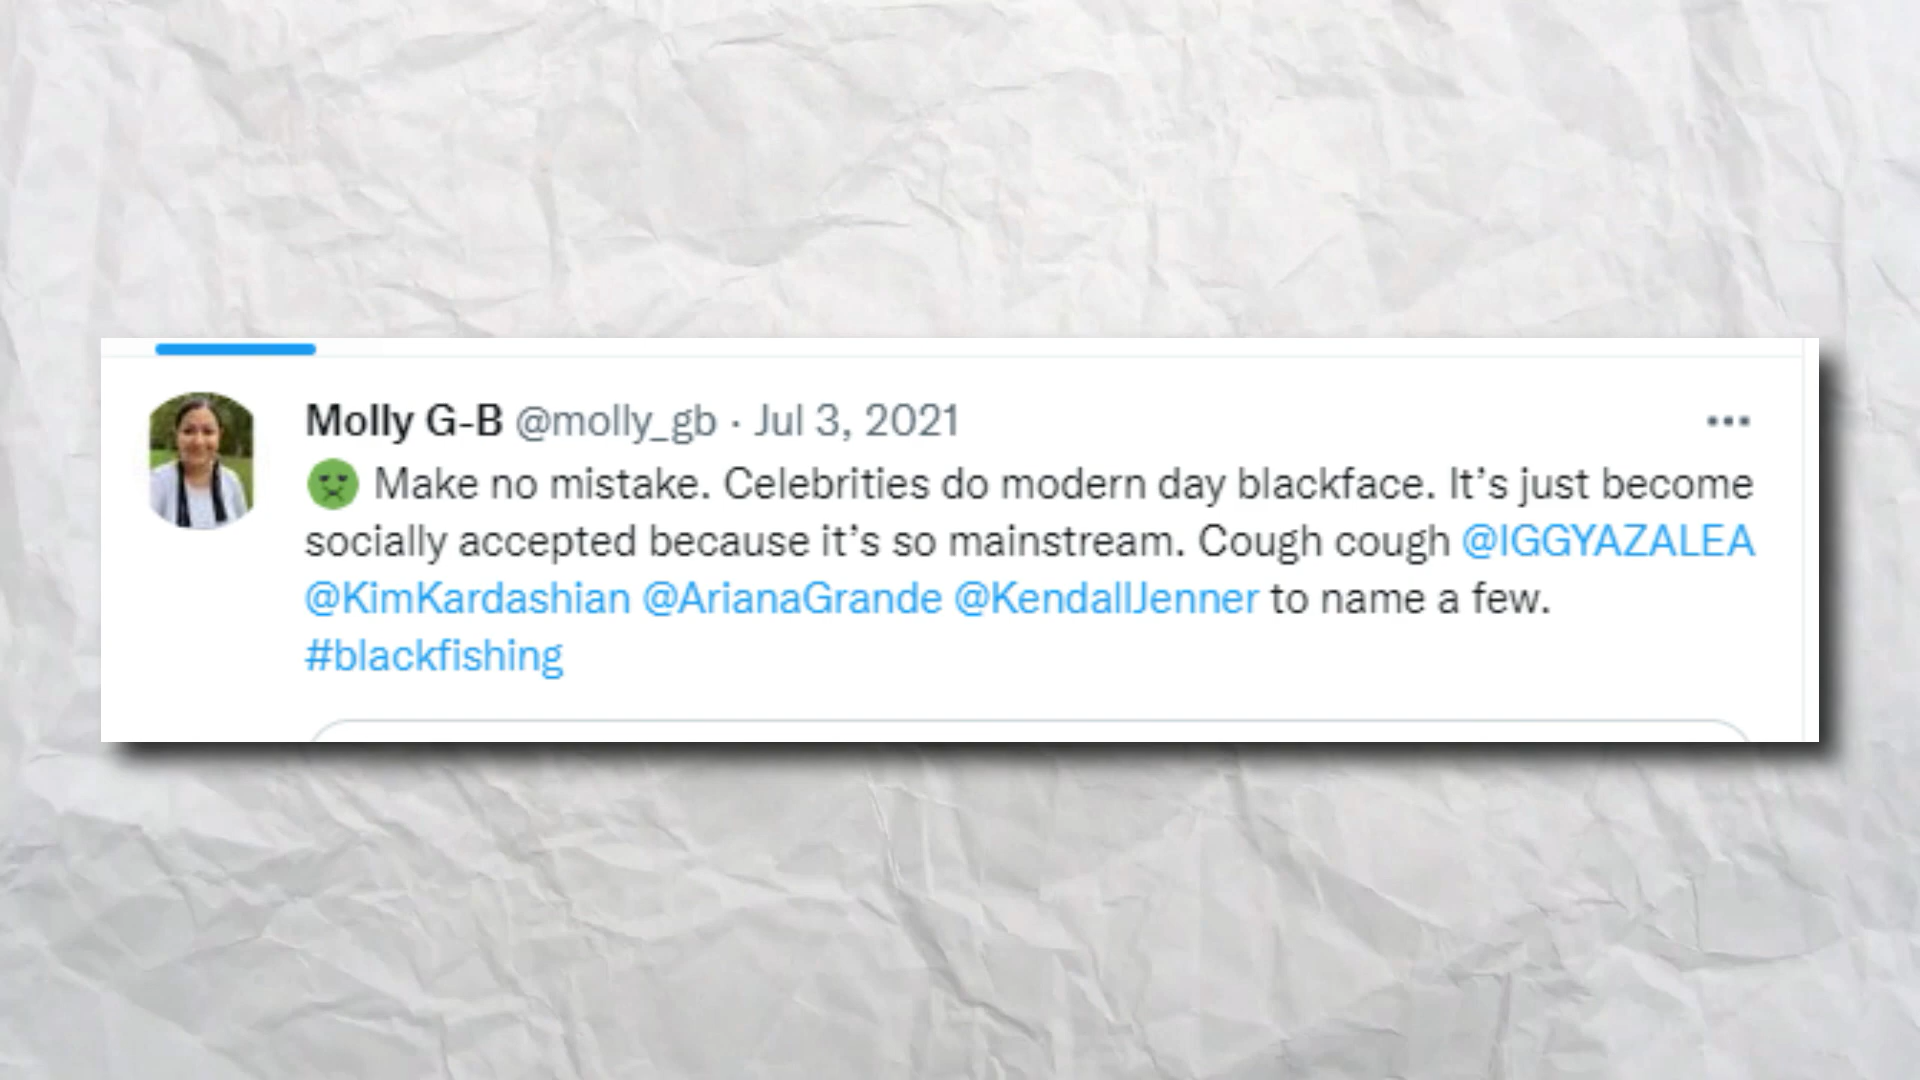 Molly G-B @molly_gb · Jul 3, 2021
🤢 Make no mistake. Celebrities do modern day blackface. It’s just become
socially accepted because it’s so mainstream. Cough cough @IGGYAZALEA
@KimKardashian @ArianaGrande @KendallJenner to name a few.
#blackfishing